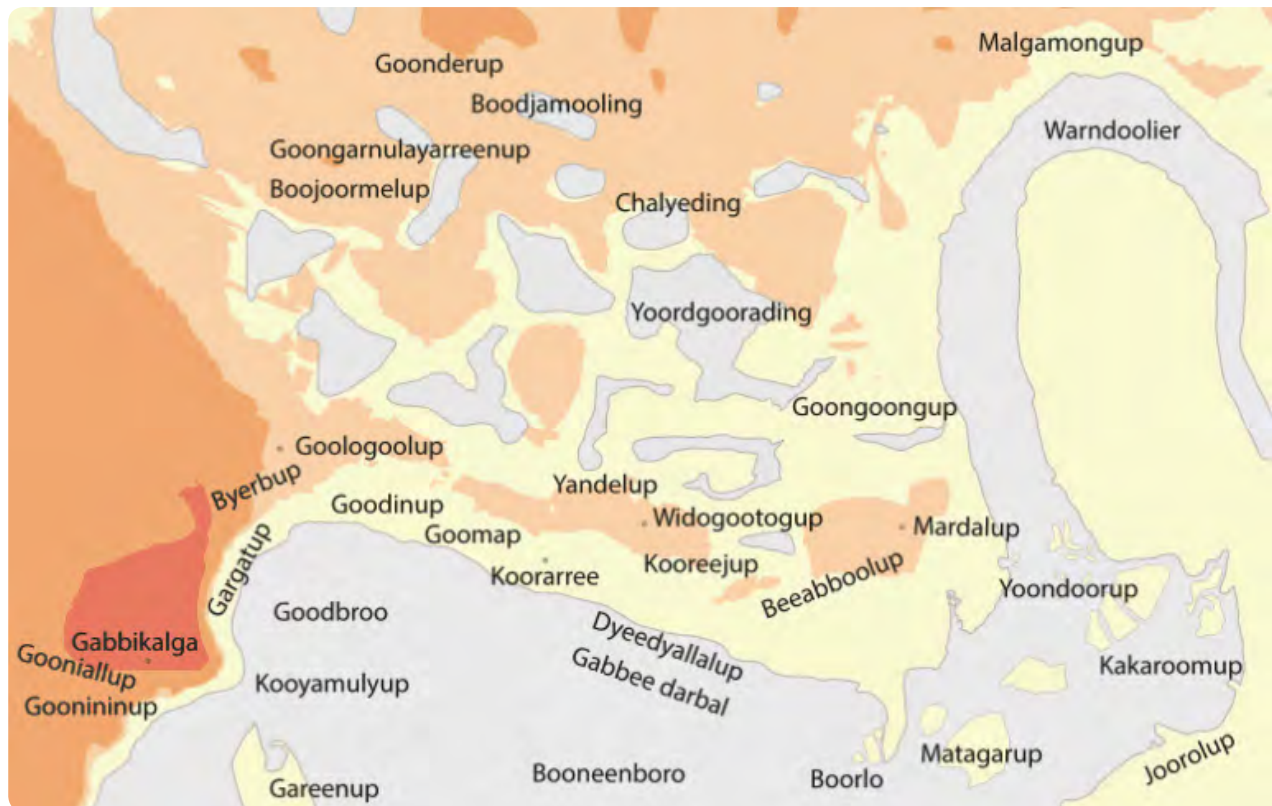 Malgamongup
Goonderup
Boodjamooling
Warndoolier
Goongarnulayarreenup
Boojoormelup
Chalyeding
Yoordgoorading
Goongoongup
Goologoolup
Byerbup
Yandelup
Goodinup
Widogootogup
Mardalup
Goomap
Gargatup
Kooreejup
Koorarree
Beeabboolup
Yoondoorup
Goodbroo
Dyeedyallalup
Gabbikalga
Gooniallup
Kakaroomup
Gabbee darbal
Kooyamulyup
Goonininup
Matagarup
Joorolup
Booneenboro
Boorlo
Gareenup